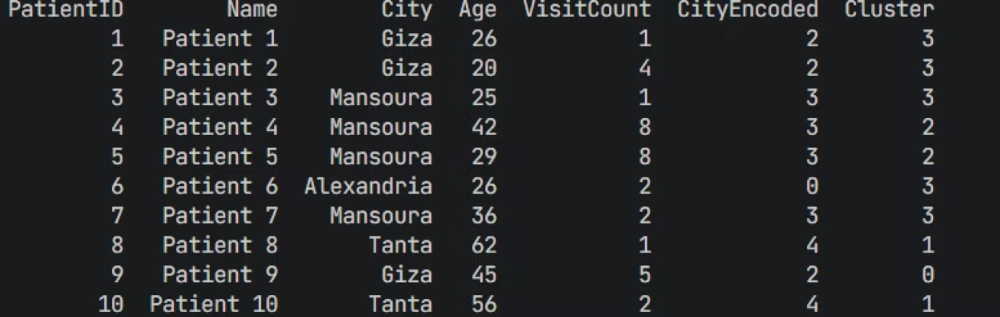 PatientID Name City Age VisitCount CityEncoded Cluster
1 Patient 1 Giza 26 1 2 3
2 Patient 2 Giza 20 4 2 3
3 Patient 3 Mansoura 25 1 3 3
4 Patient 4 Mansoura 42 8 3 2
5 Patient 5 Mansoura 29 8 3 2
6 Patient 6 Alexandria 26 2 0 3
7 Patient 7 Mansoura 36 2 3 3
8 Patient 8 Tanta 62 1 4 1
9 Patient 9 Giza 45 5 2 0
10 Patient 10 Tanta 56 2 4 1